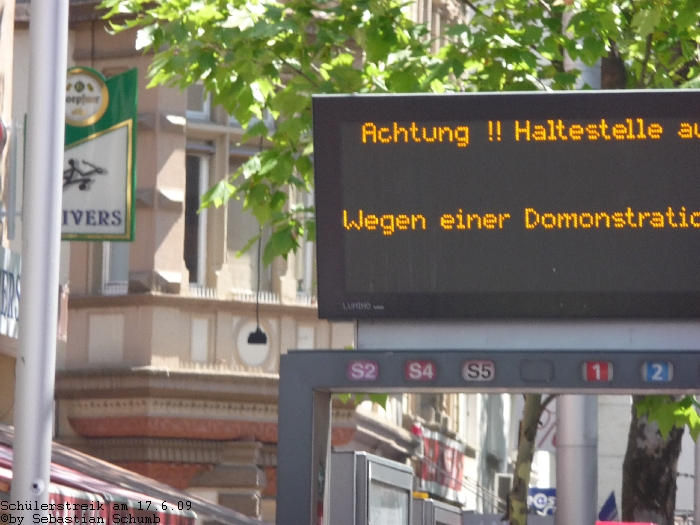 Achtung !! Haltestelle au
Wegen einer Domonstratio
LUMINO
S2 S4 S5 1 2
IVERS
Schülerstreik am 17.6.09
©by Sebastian Schumb